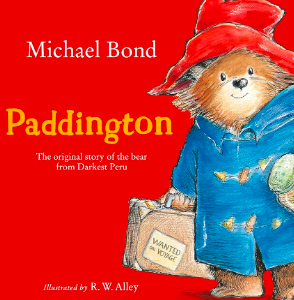 Michael Bond
Paddington
The original story of the bear
from Darkest Peru
WANTED
ON VOYAGE
Illustrated by R. W. Alley